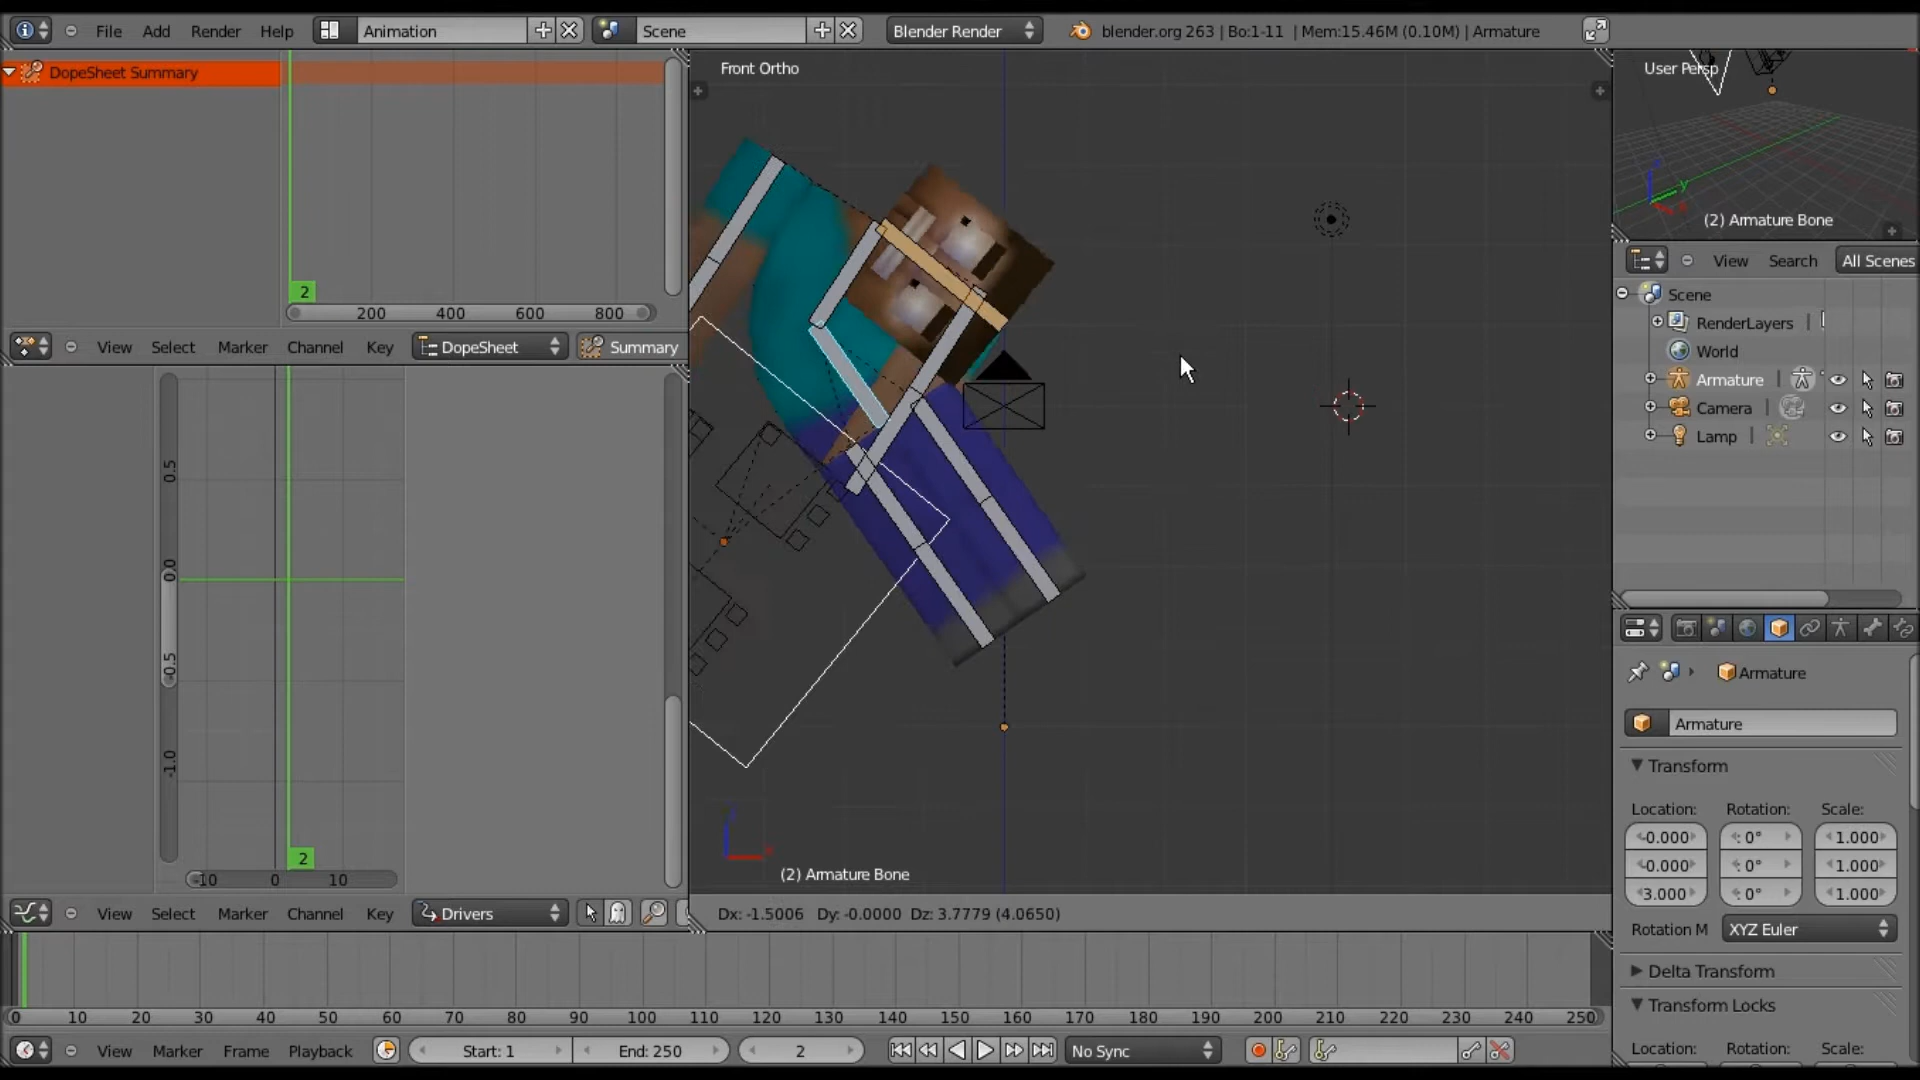 File Add Render Help Animation Scene Blender Render blender.org 263 | Bo:1-11 | Mem:15.46M (0.10M) | Armature
DopeSheet Summary
2
200 400 600 800
View Select Marker Channel Key DopeSheet Summary
0.5
0.0
-0.5
-1.0
2
-10 0 10
View Select Marker Channel Key Drivers
Front Ortho
(2) Armature Bone
Dx: -1.5006 Dy: -0.0000 Dz: 3.7779 (4.0650)
User Persp
(2) Armature Bone
View Search All Scenes
Scene
RenderLayers
World
Armature
Camera
Lamp
Armature
Armature
Transform
Location: Rotation: Scale:
-0.000 : 0° 1.000
-0.000 : 0° 1.000
3.000 : 0° 1.000
Rotation M XYZ Euler
Delta Transform
Transform Locks
Location: Rotation: Scale:
0 10 20 30 40 50 60 70 80 90 100 110 120 130 140 150 160 170 180 190 200 210 220 230 240 250
View Marker Frame Playback Start: 1 End: 250 2 No Sync